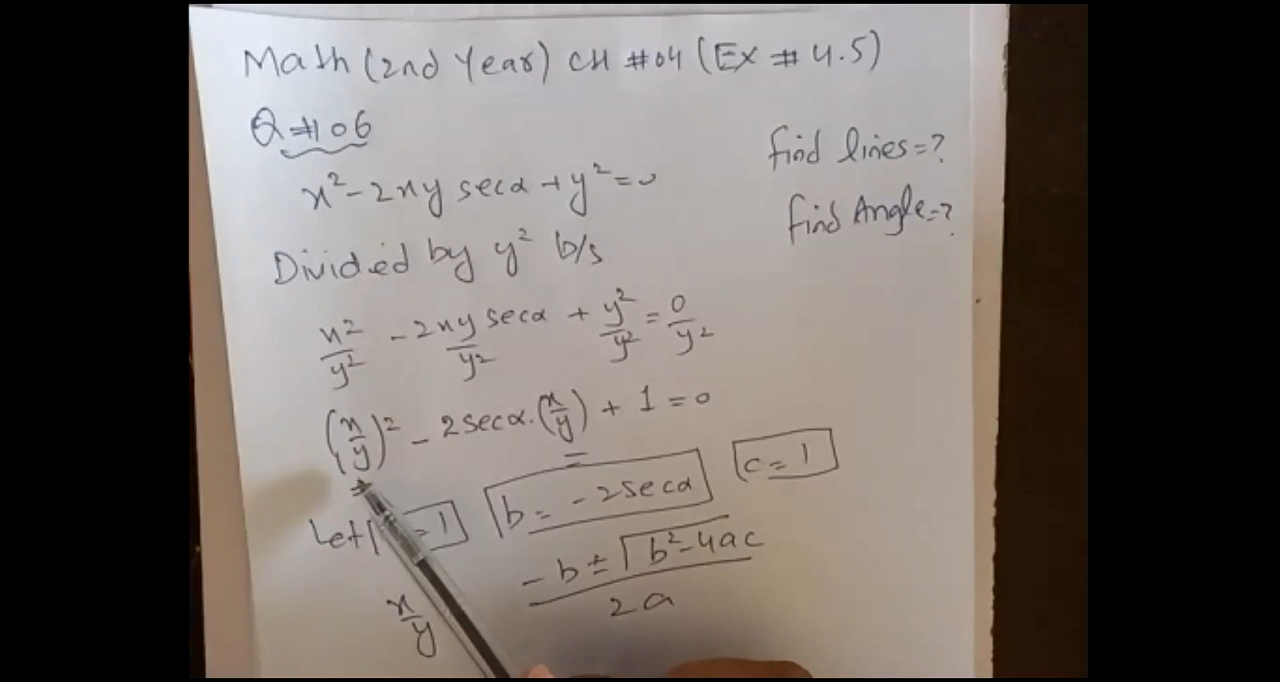 Math (2nd Year) CH #04 (Ex # 4.5)
Q #06
find lines=?
x² - 2xy secα + y² = 0
find Angle=?
Divided by y² b/s
x²/y² - 2xy secα/y² + y²/y² = 0/y²
(x/y)² - 2secα.(x/y) + 1 = 0
Let = 1 b = -2secα c = 1
x/y -b ± √b²-4ac / 2a